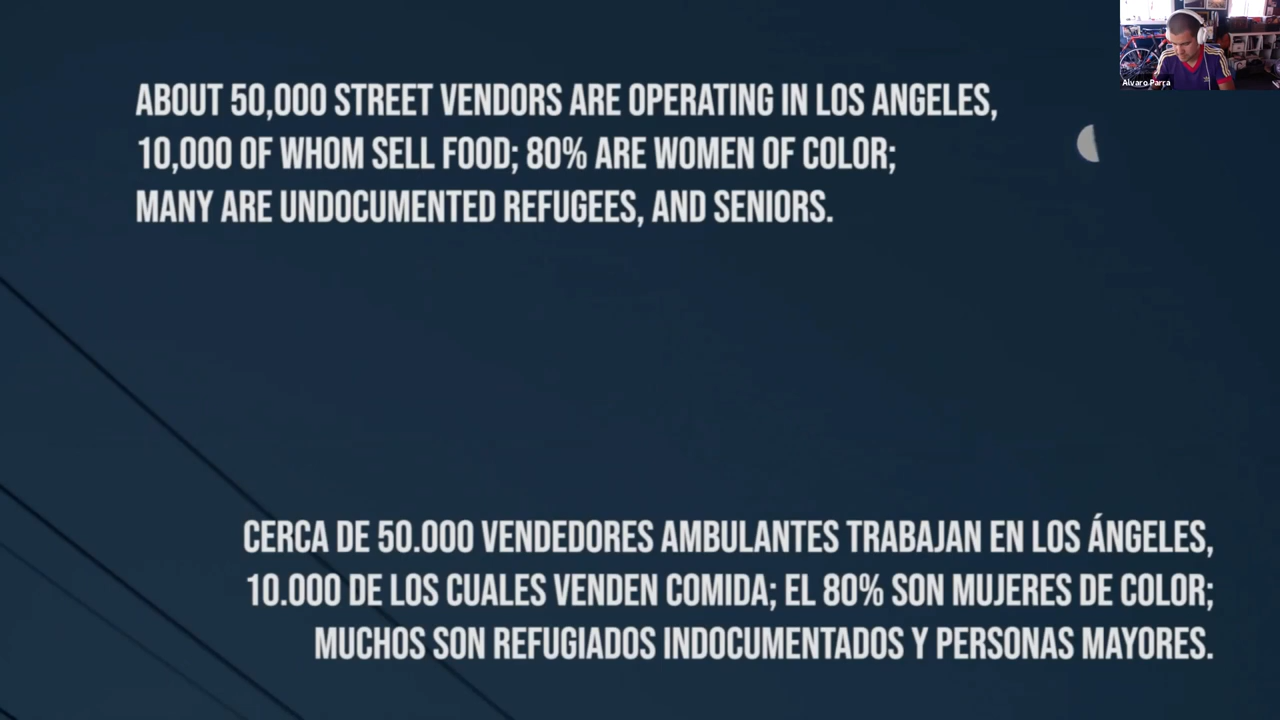 Alvaro Parra
ABOUT 50,000 STREET VENDORS ARE OPERATING IN LOS ANGELES,
10,000 OF WHOM SELL FOOD; 80% ARE WOMEN OF COLOR;
MANY ARE UNDOCUMENTED REFUGEES, AND SENIORS.
CERCA DE 50.000 VENDEDORES AMBULANTES TRABAJAN EN LOS ÁNGELES,
10.000 DE LOS CUALES VENDEN COMIDA; EL 80% SON MUJERES DE COLOR;
MUCHOS SON REFUGIADOS INDOCUMENTADOS Y PERSONAS MAYORES.